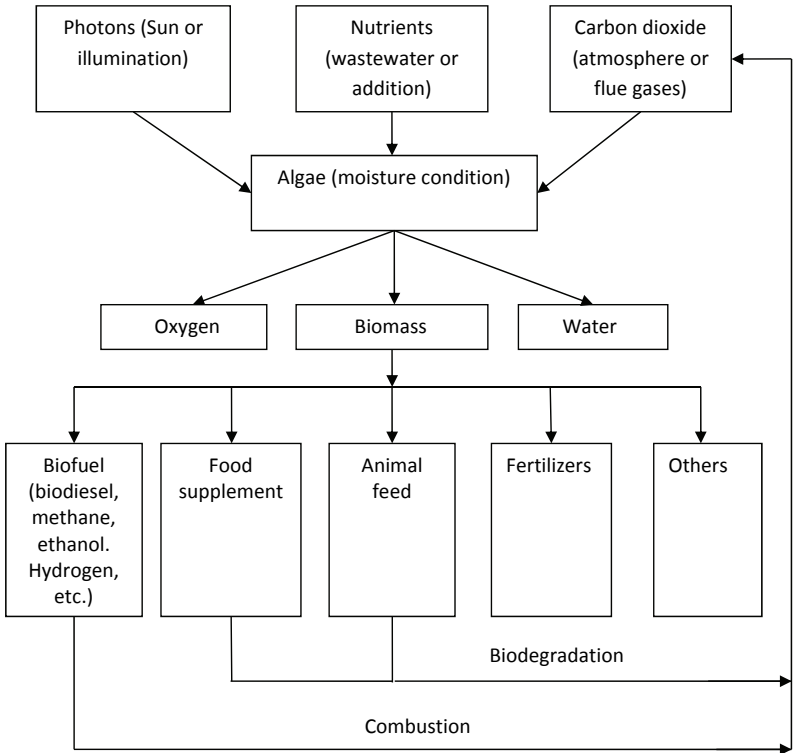 Photons (Sun or
illumination)
Nutrients
(wastewater or
addition)
Carbon dioxide
(atmosphere or
flue gases)
Algae (moisture condition)
Oxygen
Biomass
Water
Biofuel
(biodiesel,
methane,
ethanol.
Hydrogen,
etc.)
Food
supplement
Animal
feed
Fertilizers
Others
Biodegradation
Combustion